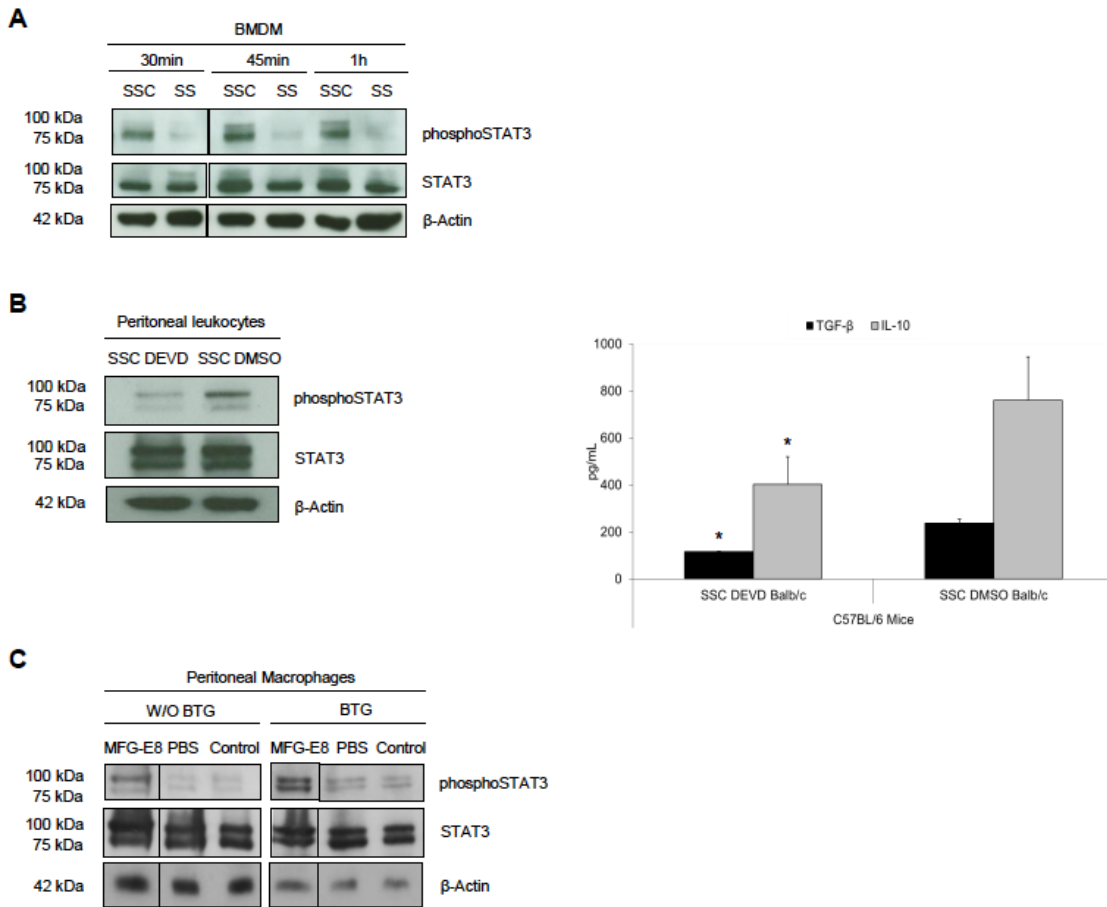 A
BMDM
30min 45min 1h
SSC SS SSC SS SSC SS
100 kDa
75 kDa
phosphoSTAT3
100 kDa
75 kDa
STAT3
42 kDa
β-Actin
B
Peritoneal leukocytes
SSC DEVD SSC DMSO
100 kDa
75 kDa
phosphoSTAT3
100 kDa
75 kDa
STAT3
42 kDa
β-Actin
TGF-β IL-10
pg/mL
1000
800
600
400
200
0
* *
SSC DEVD Balb/c SSC DMSO Balb/c
C57BL/6 Mice
C
Peritoneal Macrophages
W/O BTG BTG
MFG-E8 PBS Control MFG-E8 PBS Control
100 kDa
75 kDa
phosphoSTAT3
100 kDa
75 kDa
STAT3
42 kDa
β-Actin